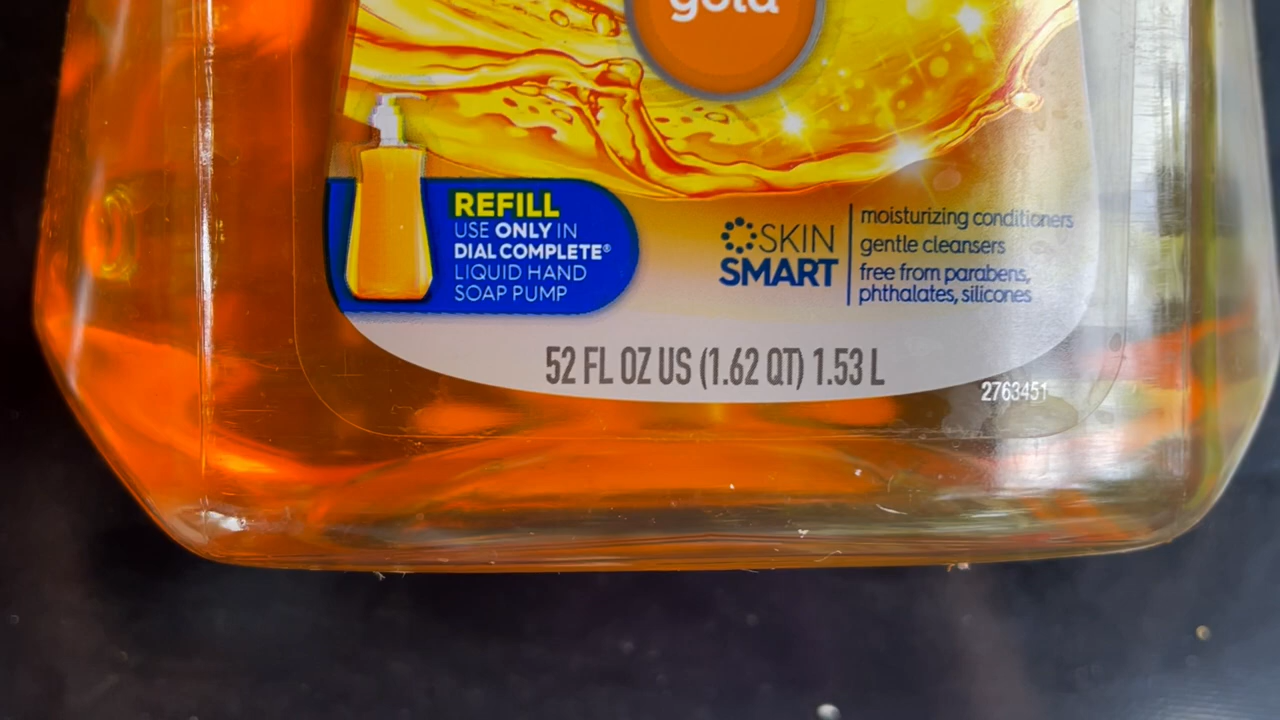 gold
REFILL
USE ONLY IN
DIAL COMPLETE®
LIQUID HAND
SOAP PUMP
SKIN
SMART
moisturizing conditioners
gentle cleansers
free from parabens,
phthalates, silicones
52 FL OZ US (1.62 QT) 1.53 L
2763451